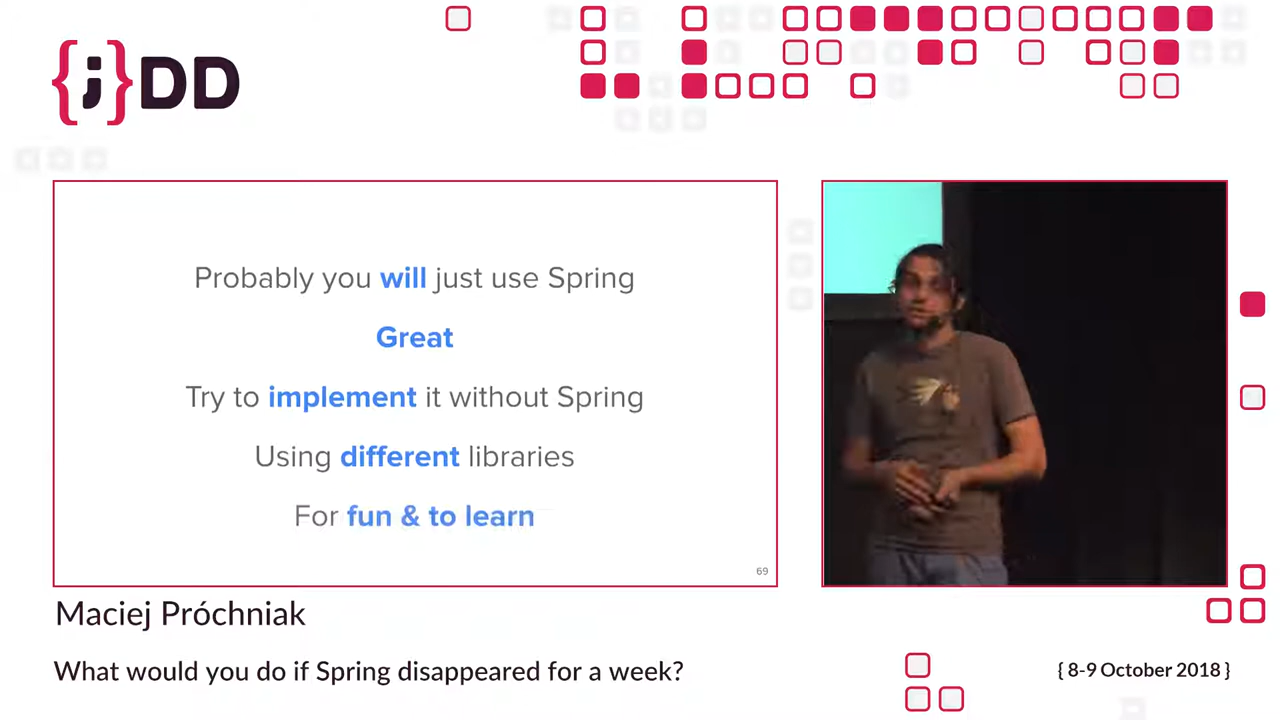 {j}DD
Probably you will just use Spring
Great
Try to implement it without Spring
Using different libraries
For fun & to learn
69
Maciej Próchniak
What would you do if Spring disappeared for a week?
{ 8-9 October 2018 }